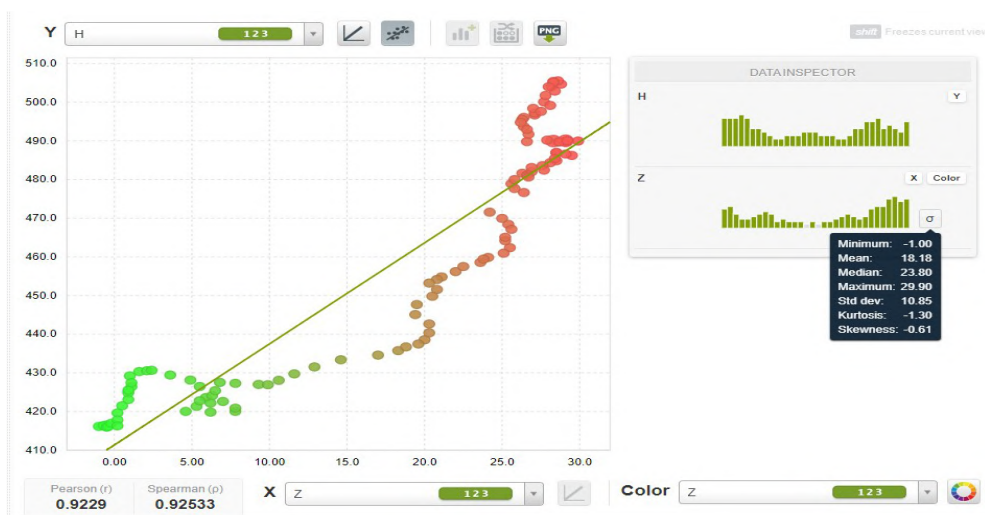 Y H 123 PNG shift Freezes current view
510.0
500.0
490.0
480.0
470.0
460.0
450.0
440.0
430.0
420.0
410.0
0.00 5.00 10.00 15.0 20.0 25.0 30.0
DATA INSPECTOR
H Y
Z X Color
σ
Minimum: -1.00
Mean: 18.18
Median: 23.80
Maximum: 29.90
Std dev: 10.85
Kurtosis: -1.30
Skewness: -0.61
Pearson (r) Spearman (ρ)
0.9229 0.92533
X Z 123
Color Z 123